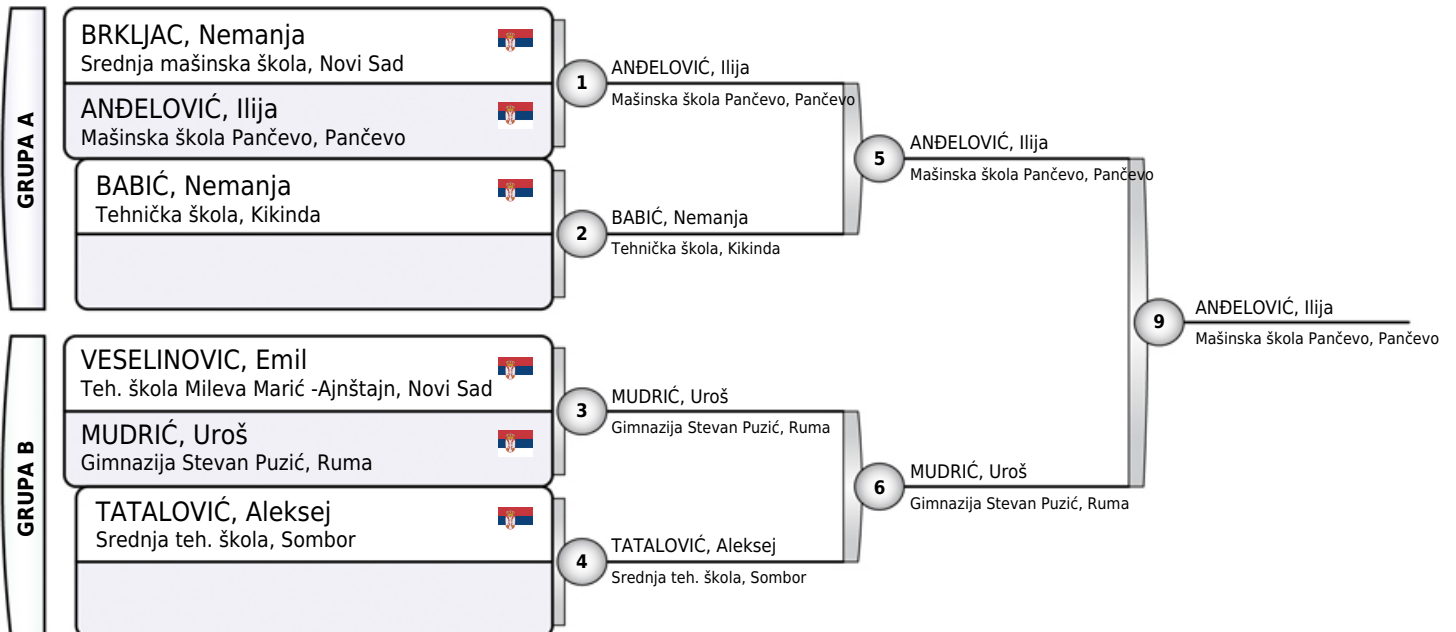 GRUPA A
BRKLJAC, Nemanja
Srednja mašinska škola, Novi Sad
ANĐELOVIĆ, Ilija
Mašinska škola Pančevo, Pančevo
BABIĆ, Nemanja
Tehnička škola, Kikinda
GRUPA B
VESELINOVIC, Emil
Teh. škola Mileva Marić -Ajnštajn, Novi Sad
MUDRIĆ, Uroš
Gimnazija Stevan Puzić, Ruma
TATALOVIĆ, Aleksej
Srednja teh. škola, Sombor
1
ANĐELOVIĆ, Ilija
Mašinska škola Pančevo, Pančevo
2
BABIĆ, Nemanja
Tehnička škola, Kikinda
3
MUDRIĆ, Uroš
Gimnazija Stevan Puzić, Ruma
4
TATALOVIĆ, Aleksej
Srednja teh. škola, Sombor
5
ANĐELOVIĆ, Ilija
Mašinska škola Pančevo, Pančevo
6
MUDRIĆ, Uroš
Gimnazija Stevan Puzić, Ruma
9
ANĐELOVIĆ, Ilija
Mašinska škola Pančevo, Pančevo